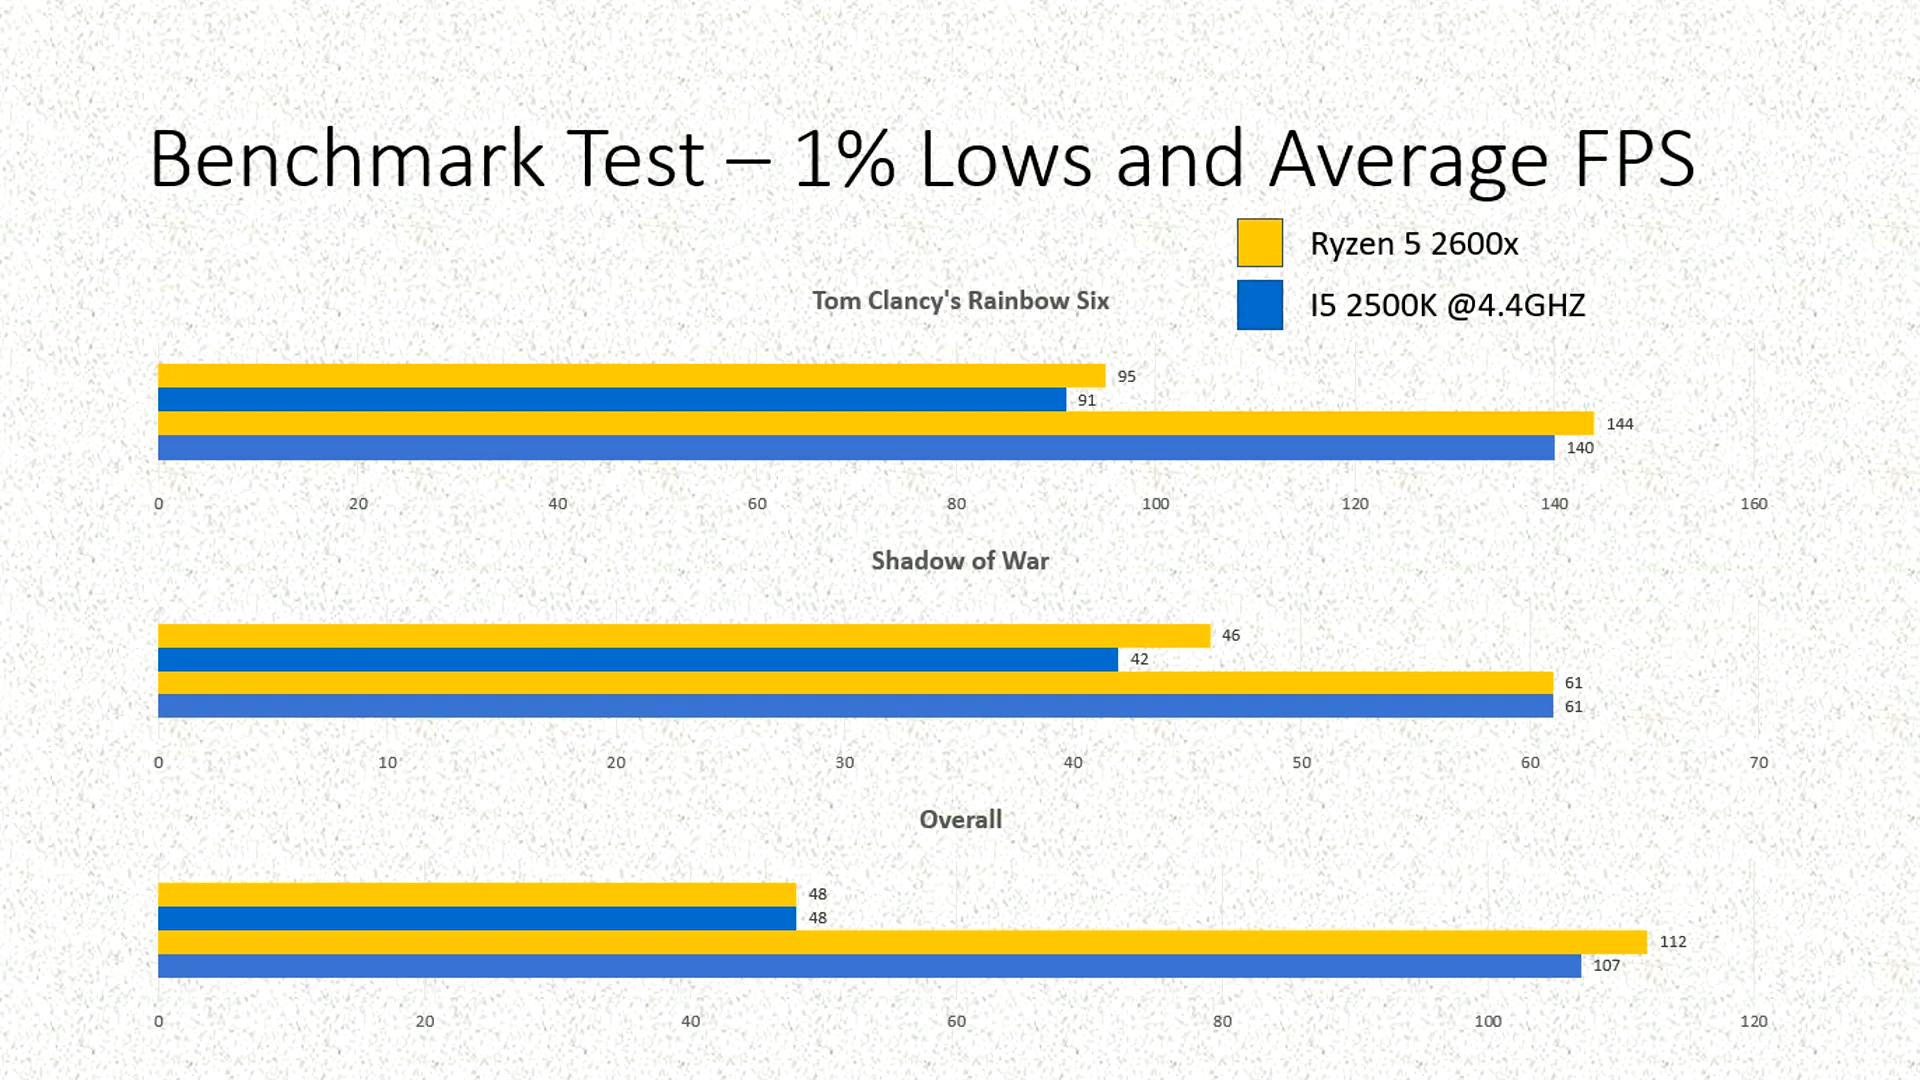 Benchmark Test – 1% Lows and Average FPS
Ryzen 5 2600x
I5 2500K @4.4GHZ
Tom Clancy's Rainbow Six
95
91
144
140
0 20 40 60 80 100 120 140 160
Shadow of War
46
42
61
61
0 10 20 30 40 50 60 70
Overall
48
48
112
107
0 20 40 60 80 100 120